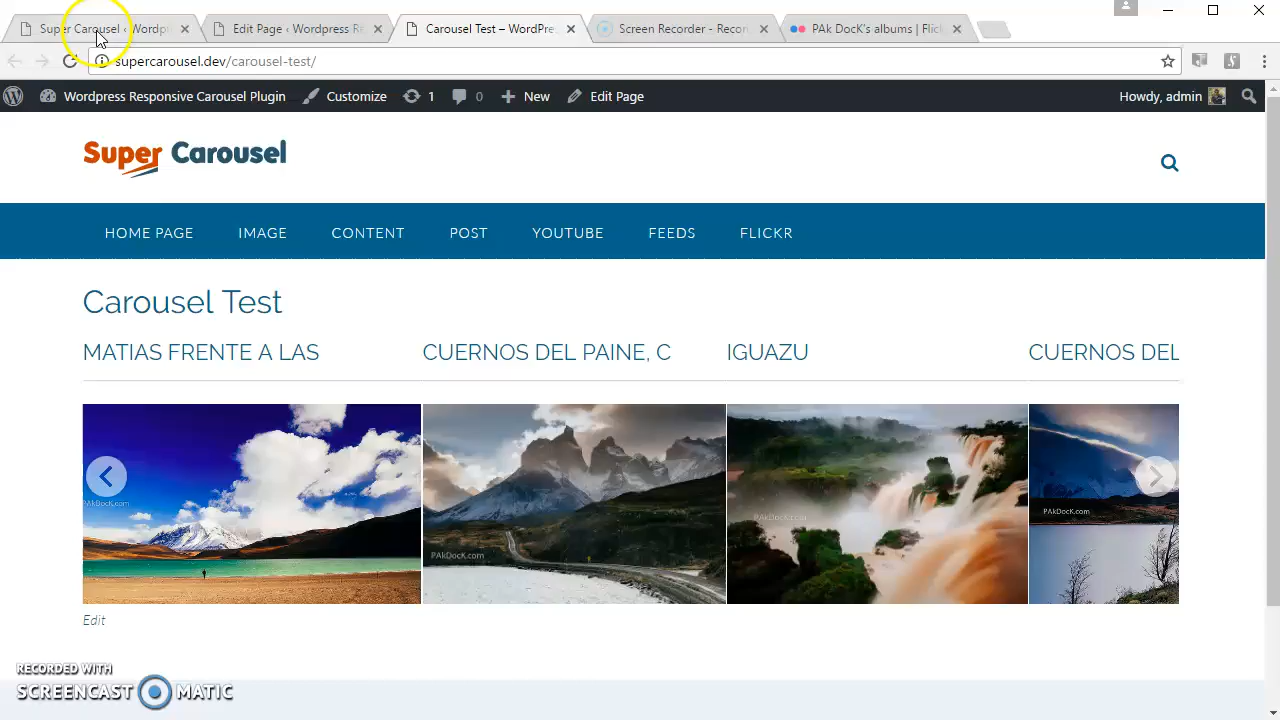 Super Carousel ‹ Wordp
Edit Page ‹ Wordpress R
Carousel Test – WordPre
Screen Recorder - Recor
PAkDocK's albums | Flick
supercarousel.dev/carousel-test/
Wordpress Responsive Carousel Plugin
Customize
1
0
New
Edit Page
Howdy, admin
Super Carousel
HOME PAGE
IMAGE
CONTENT
POST
YOUTUBE
FEEDS
FLICKR
Carousel Test
MATIAS FRENTE A LAS
CUERNOS DEL PAINE, C
IGUAZU
CUERNOS DEL
PAkDocK.com
PAkDocK.com
PAkDocK.com
PAkDocK.com
Edit
RECORDED WITH
SCREENCAST MATIC